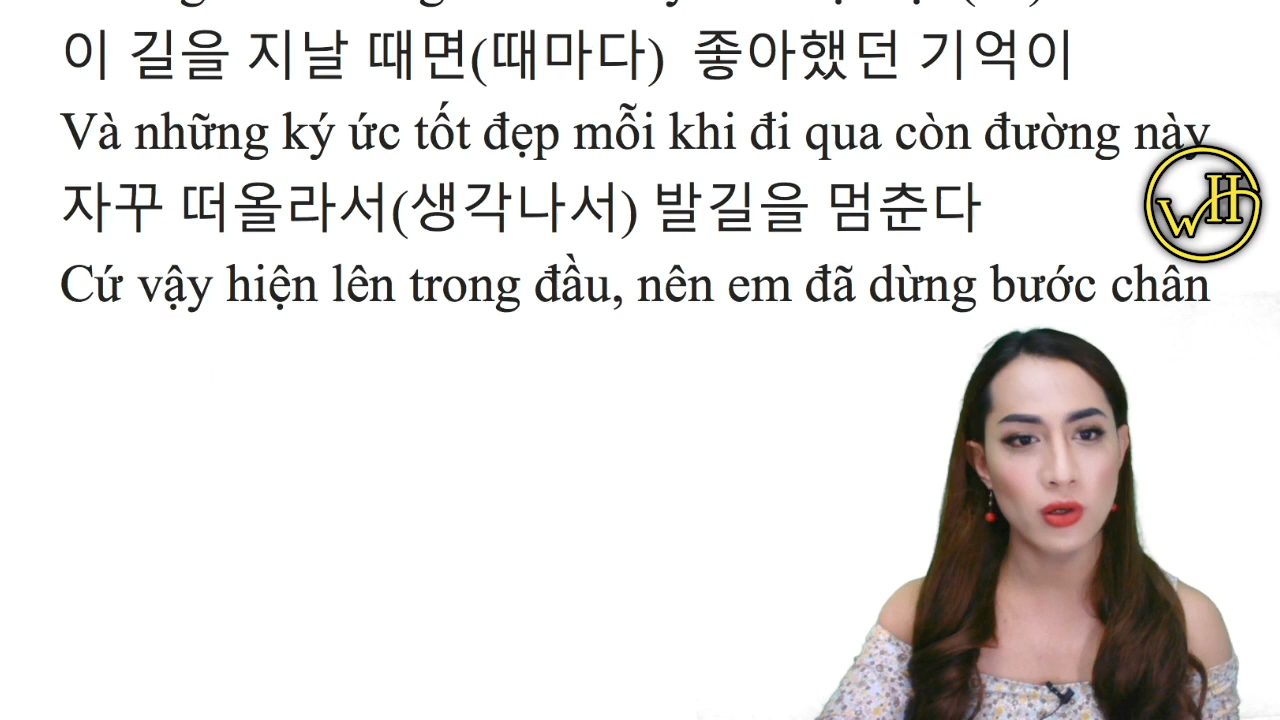 이 길을 지날 때면(때마다) 좋아했던 기억이
Và những ký ức tốt đẹp mỗi khi đi qua còn đường này
자꾸 떠올라서(생각나서) 발길을 멈춘다
Cứ vậy hiện lên trong đầu, nên em đã dừng bước chân
WH